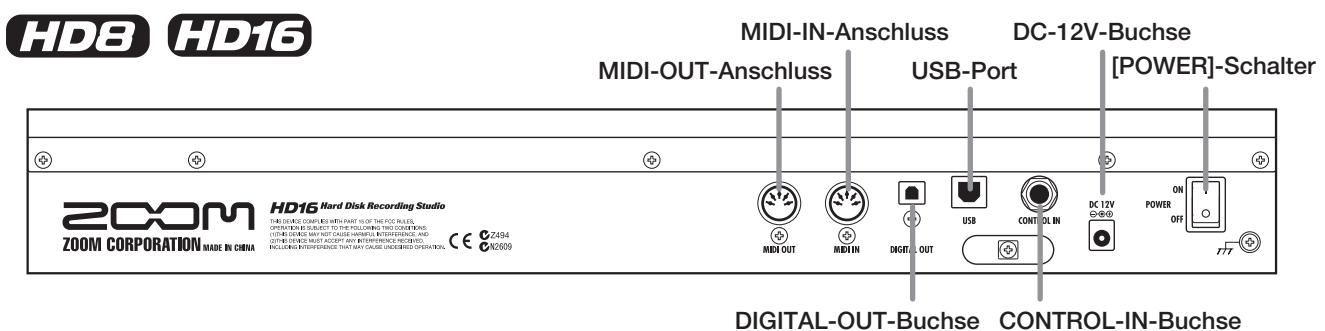 HD8 HD16
MIDI-IN-Anschluss DC-12V-Buchse
MIDI-OUT-Anschluss USB-Port [POWER]-Schalter
ZOOM
ZOOM CORPORATION MADE IN CHINA
HD16 Hard Disk Recording Studio
THIS DEVICE COMPLIES WITH PART 15 OF THE FCC RULES.
OPERATION IS SUBJECT TO THE FOLLOWING TWO CONDITIONS:
(1)THIS DEVICE MAY NOT CAUSE HARMFUL INTERFERENCE, AND
(2)THIS DEVICE MUST ACCEPT ANY INTERFERENCE RECEIVED,
INCLUDING INTERFERENCE THAT MAY CAUSE UNDESIRED OPERATION.
CE Z494
N2609
MIDI OUT
MIDI IN
DIGITAL OUT
USB
CONTROL IN
DC 12V
ON
POWER
OFF
DIGITAL-OUT-Buchse CONTROL-IN-Buchse